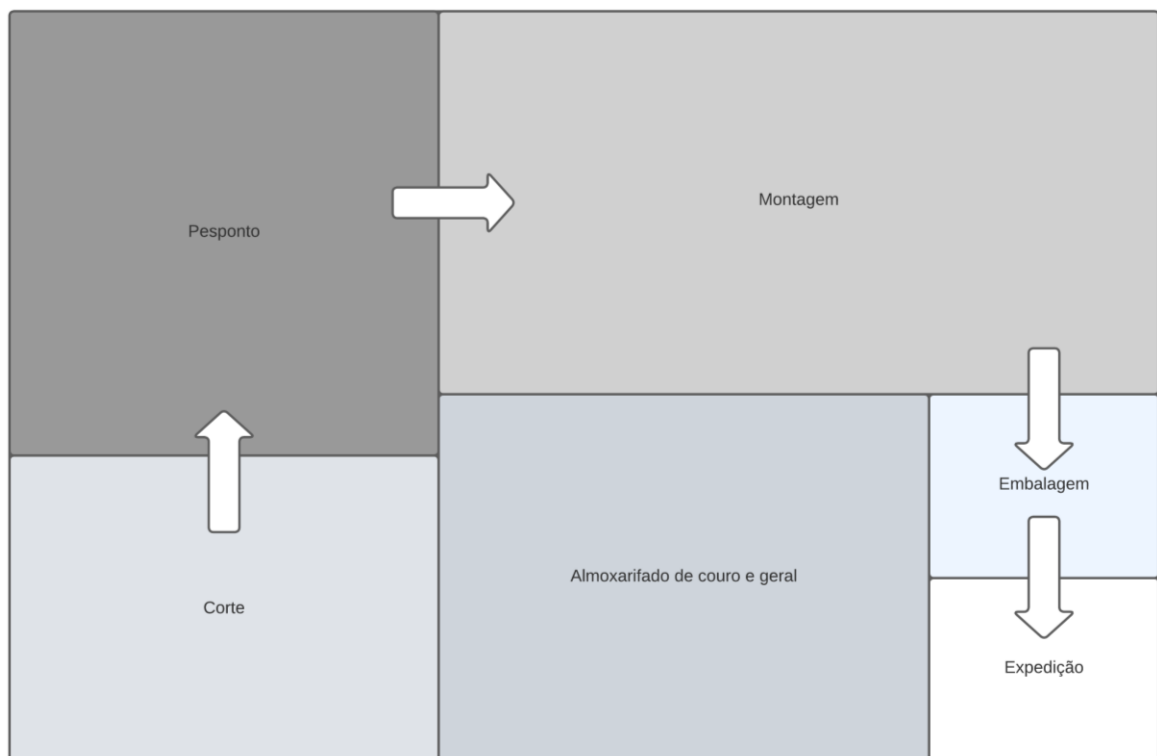 Montagem
Pesponto
Embalagem
Almoxarifado de couro e geral
Corte
Expedição